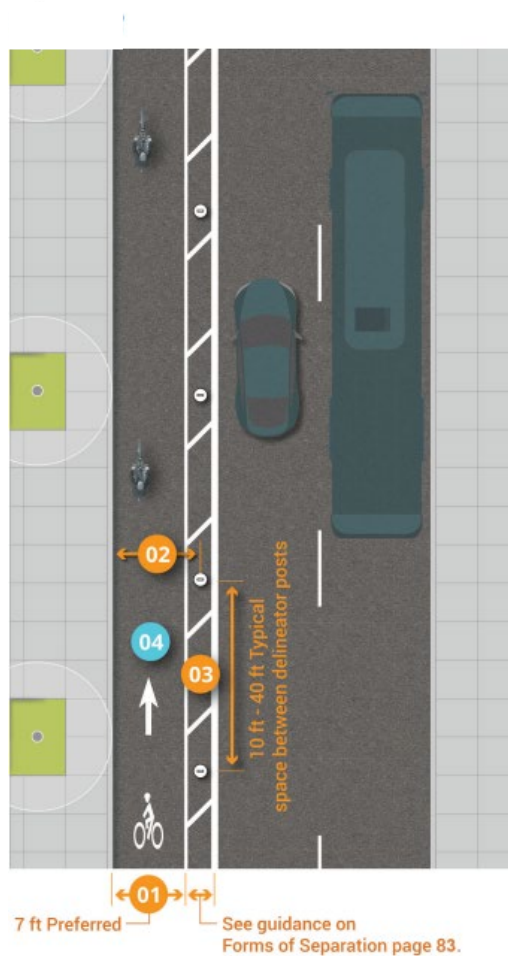 02
04
03
10 ft - 40 ft Typical
space between delineator posts
01
7 ft Preferred
See guidance on
Forms of Separation page 83.